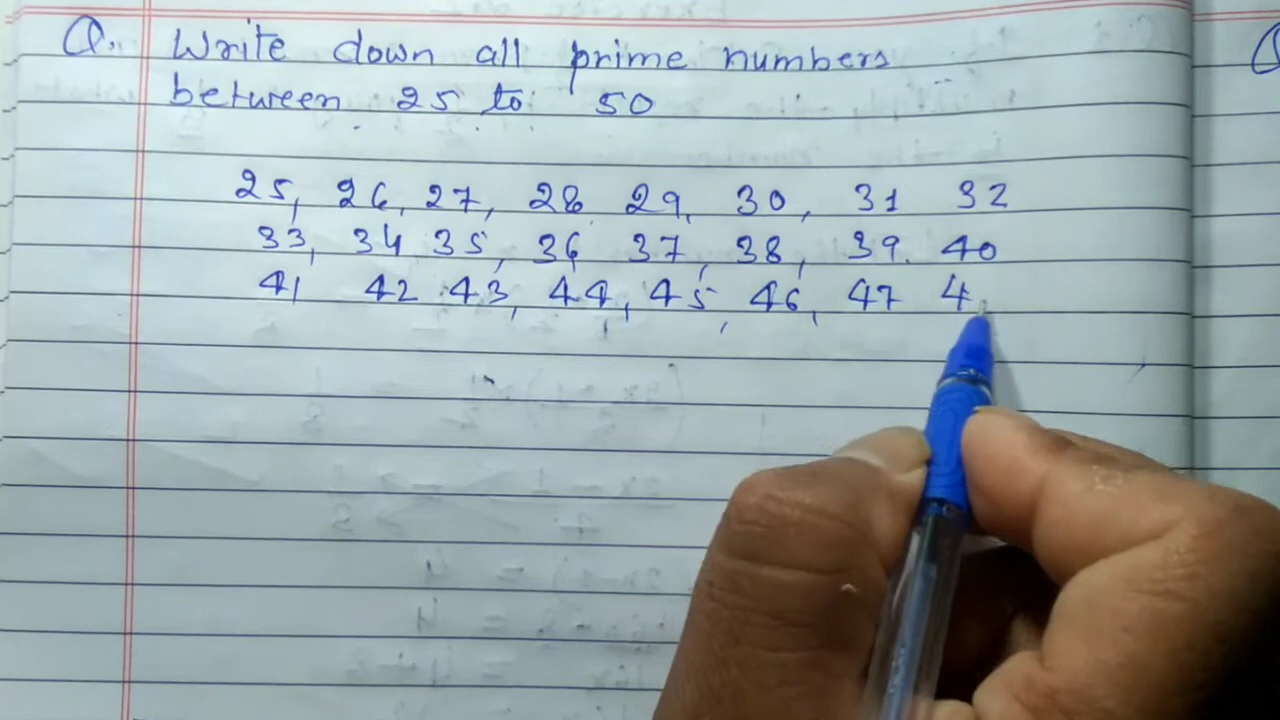 Q. Write down all prime numbers
between 25 to 50
25, 26, 27, 28 29, 30, 31 32
33, 34 35, 36 37, 38, 39. 40
41 42 43, 44, 45, 46, 47 4